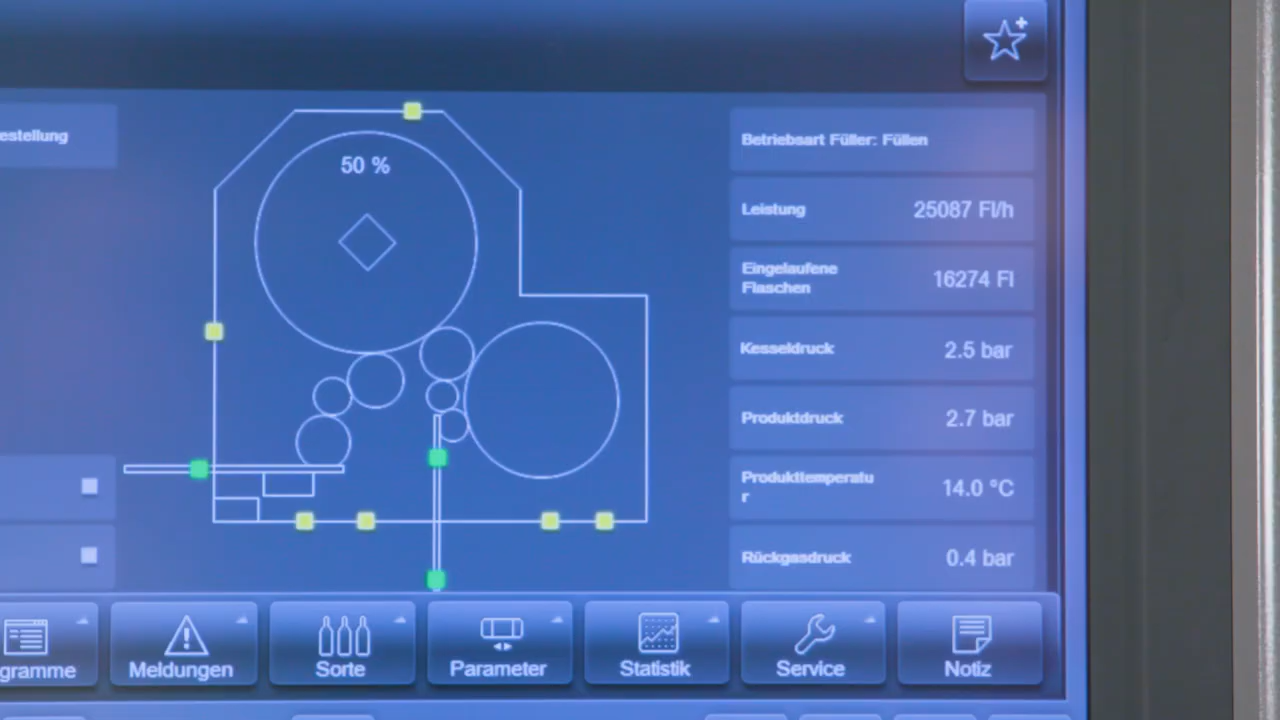 estellung
50 %
Betriebsart Füller: Füllen
Leistung 25087 Fl/h
Eingelaufene
Flaschen 16274 Fl
Kesseldruck 2.5 bar
Produktdruck 2.7 bar
Produkttemperatu
r 14.0 °C
Rückgasdruck 0.4 bar
gramme
Meldungen
Sorte
Parameter
Statistik
Service
Notiz